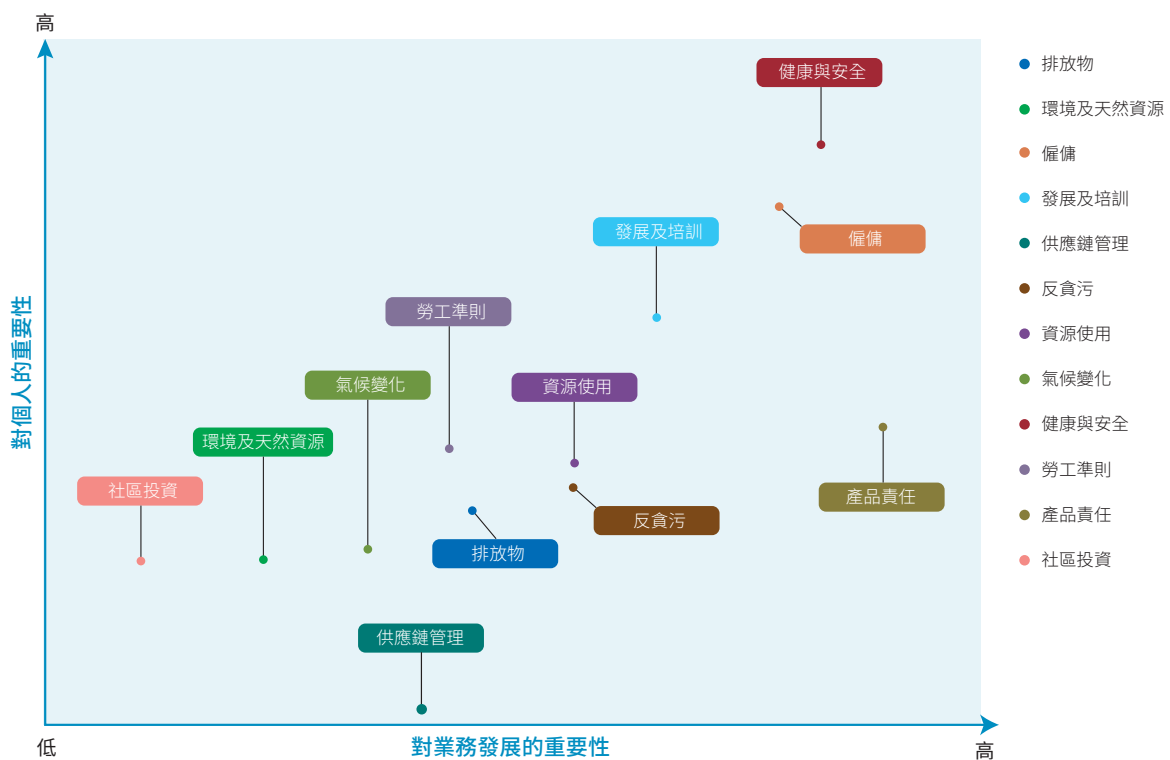 高
健康與安全
發展及培訓
僱傭
勞工準則
氣候變化
資源使用
環境及天然資源
社區投資
產品責任
反貪污
排放物
供應鏈管理
對個人的重要性
低
對業務發展的重要性
高
排放物
環境及天然資源
僱傭
發展及培訓
供應鏈管理
反貪污
資源使用
氣候變化
健康與安全
勞工準則
產品責任
社區投資